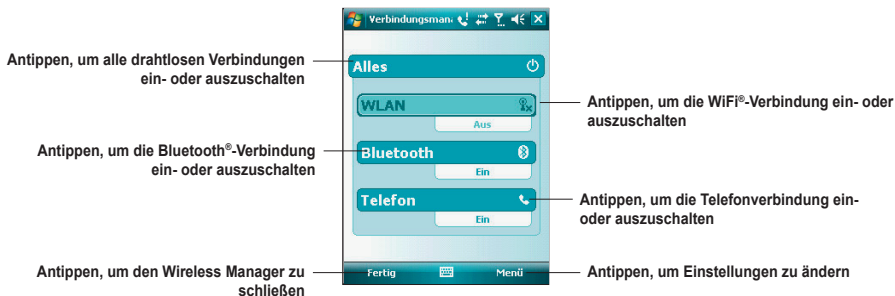 Verbindungsman
Antippen, um alle drahtlosen Verbindungen
ein- oder auszuschalten
Alles
WLAN
Aus
Antippen, um die WiFi®-Verbindung ein- oder
auszuschalten
Antippen, um die Bluetooth®-Verbindung
ein- oder auszuschalten
Bluetooth
Ein
Telefon
Ein
Antippen, um die Telefonverbindung ein-
oder auszuschalten
Antippen, um den Wireless Manager zu
schließen
Fertig
Menü
Antippen, um Einstellungen zu ändern